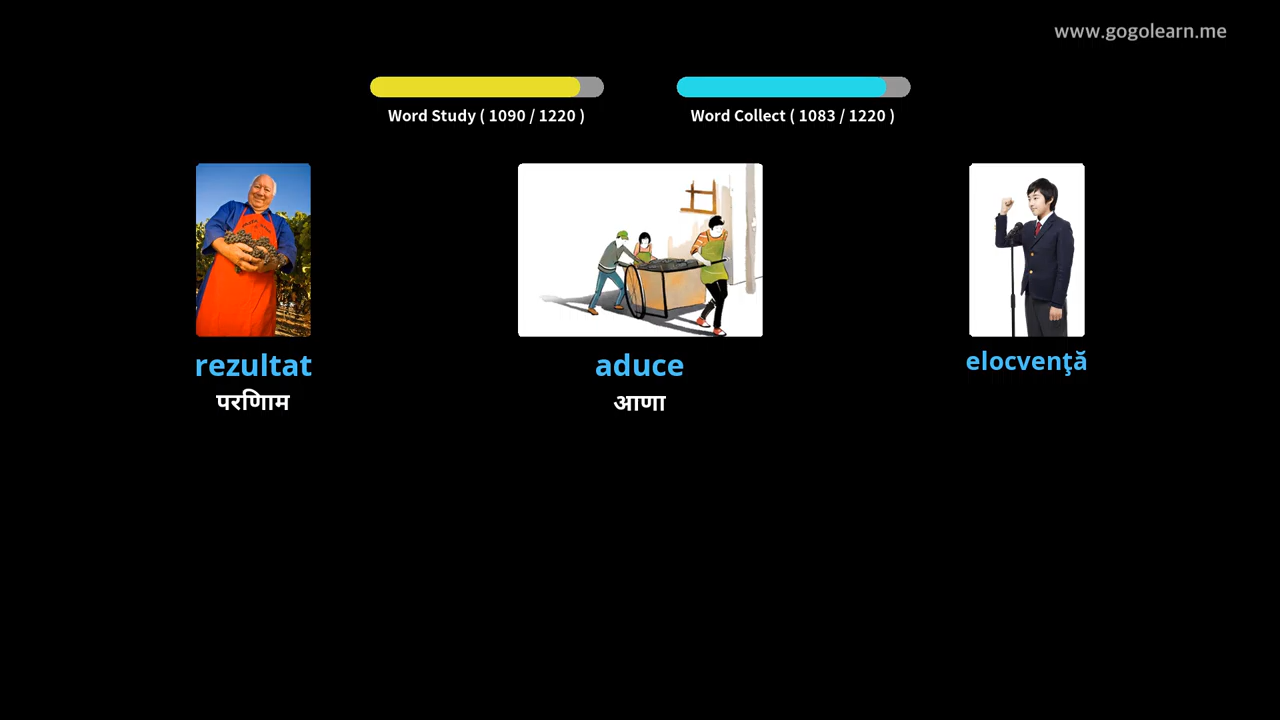 www.gogolearn.me
Word Study ( 1090 / 1220 )
Word Collect ( 1083 / 1220 )
rezultat
aduce
elocvenţă
परिणाम
आणा